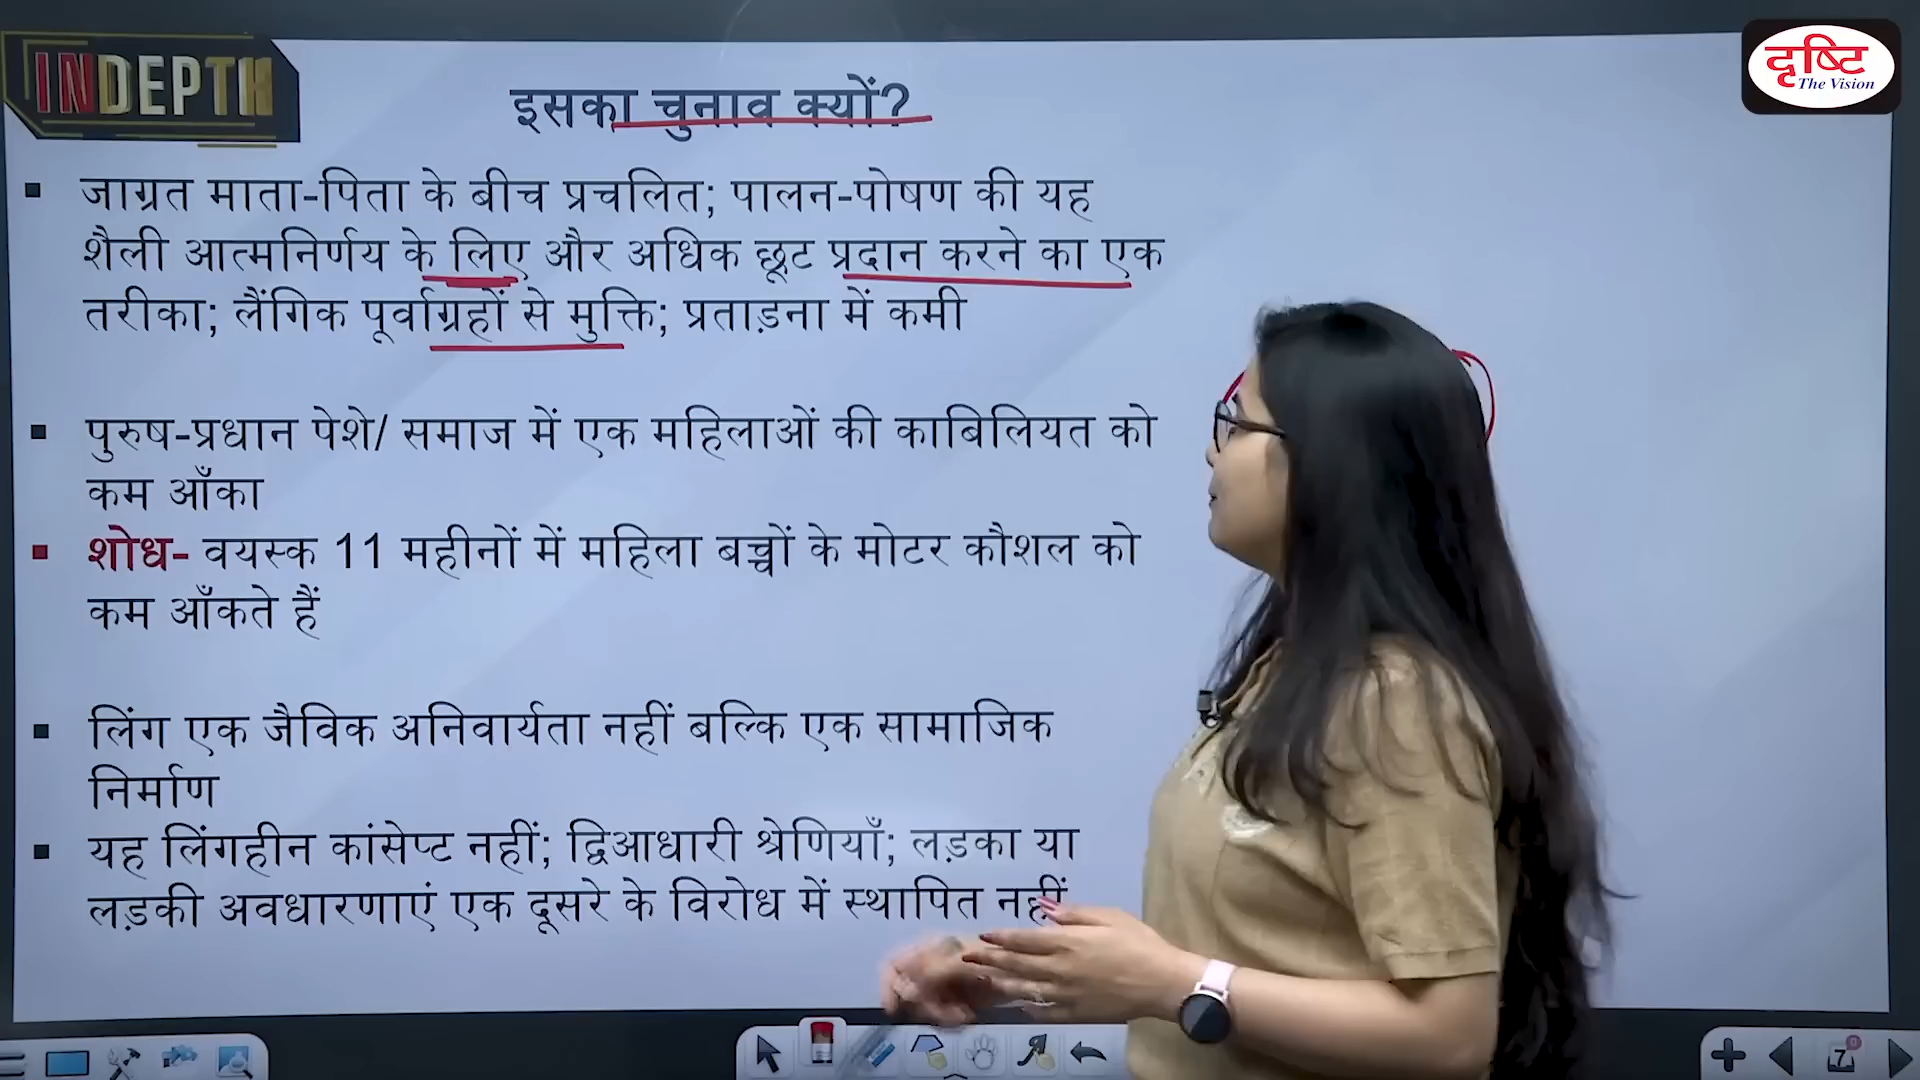 INDEPTH
दृष्टि
The Vision
इसका चुनाव क्यों?
जाग्रत माता-पिता के बीच प्रचलित; पालन-पोषण की यह
शैली आत्मनिर्णय के लिए और अधिक छूट प्रदान करने का एक
तरीका; लैंगिक पूर्वाग्रहों से मुक्ति; प्रताड़ना में कमी
पुरुष-प्रधान पेशे/ समाज में एक महिलाओं की काबिलियत को
कम आँका
शोध- वयस्क 11 महीनों में महिला बच्चों के मोटर कौशल को
कम आँकते हैं
लिंग एक जैविक अनिवार्यता नहीं बल्कि एक सामाजिक
निर्माण
यह लिंगहीन कांसेप्ट नहीं; द्विआधारी श्रेणियाँ; लड़का या
लड़की अवधारणाएं एक दूसरे के विरोध में स्थापित नहीं
7